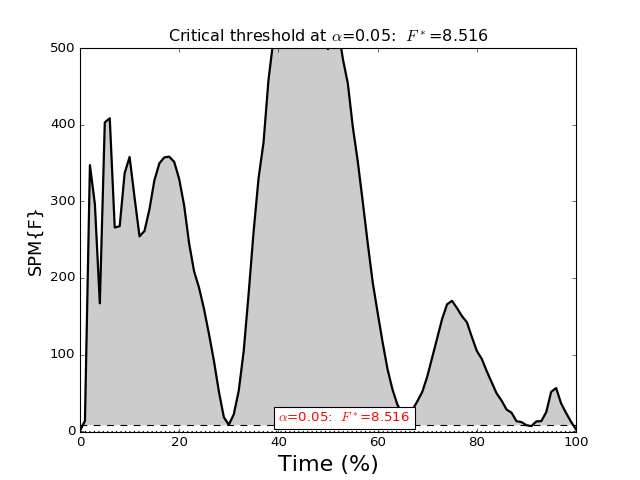 Critical threshold at α=0.05: F*=8.516
500
400
300
200
100
0
SPM{F}
α=0.05: F*=8.516
0 20 40 60 80 100
Time (%)